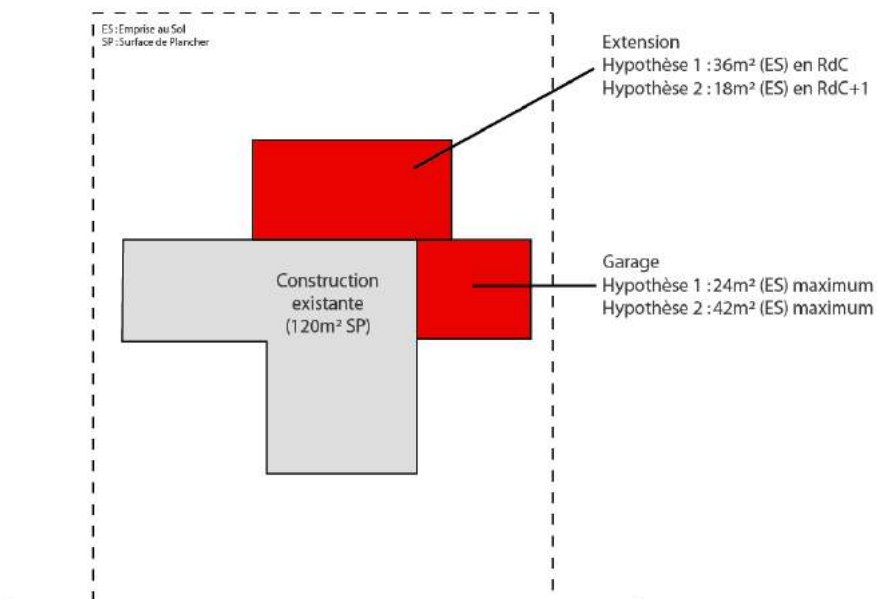 ES : Emprise au Sol
SP : Surface de Plancher
Extension
Hypothèse 1 : 36m² (ES) en RdC
Hypothèse 2 : 18m² (ES) en RdC+1
Construction
existante
(120m² SP)
Garage
Hypothèse 1 : 24m² (ES) maximum
Hypothèse 2 : 42m² (ES) maximum